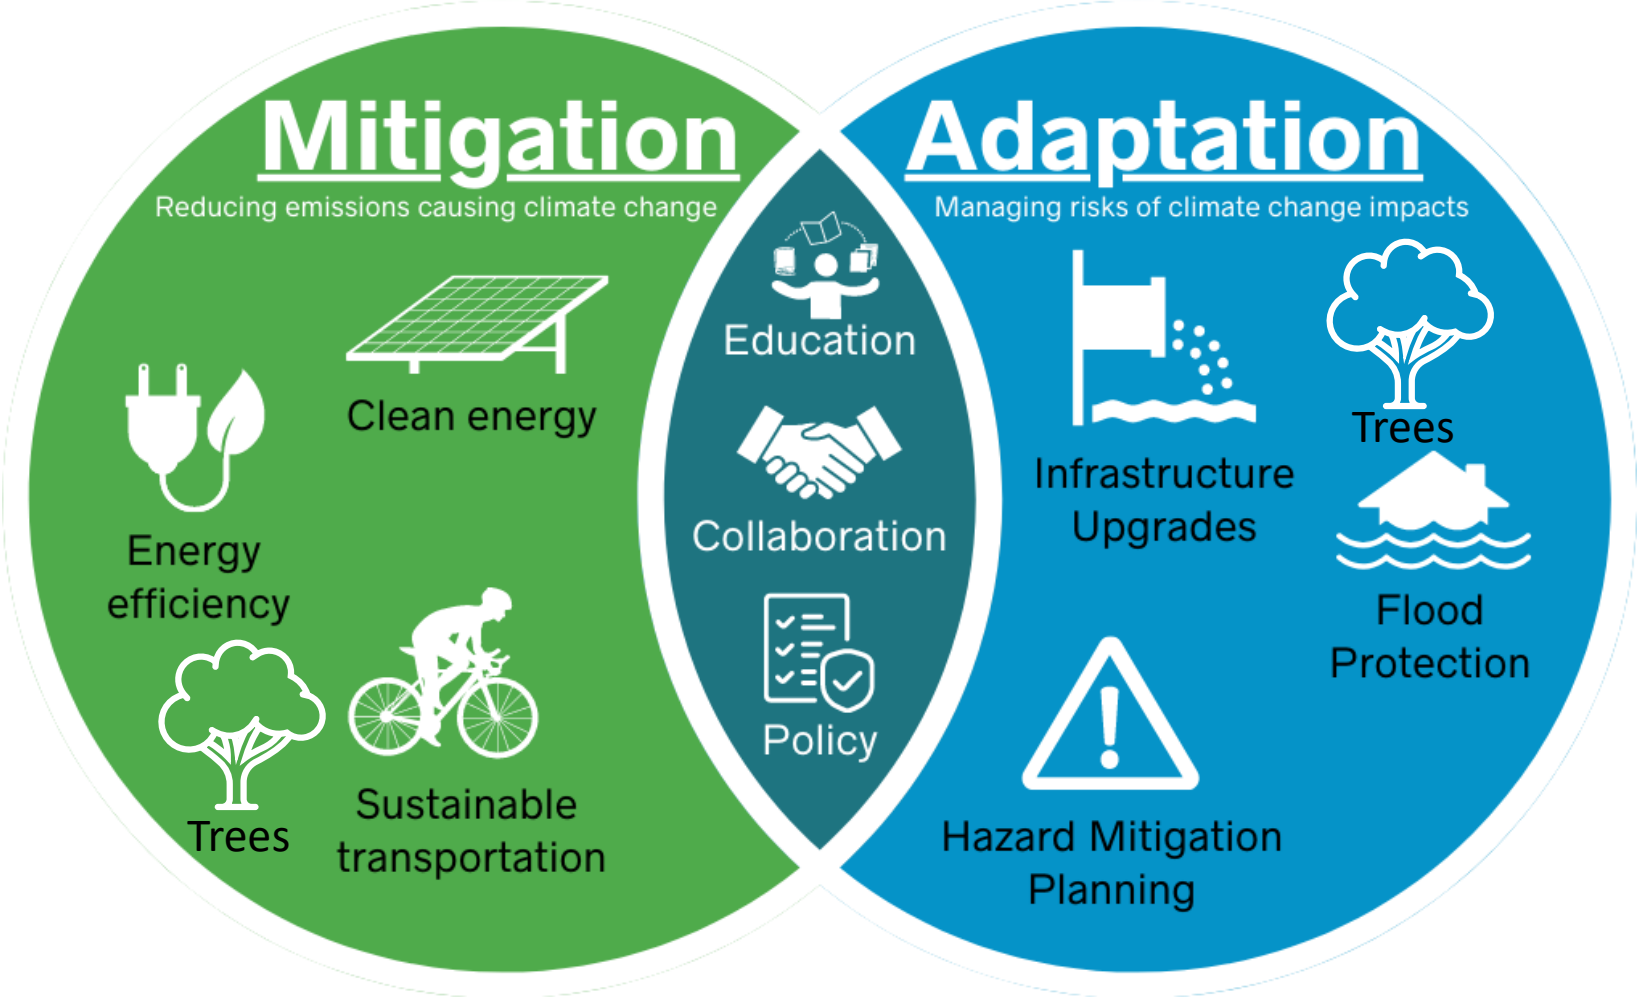 Mitigation
Reducing emissions causing climate change
Clean energy
Energy
efficiency
Trees
Sustainable
transportation
Education
Collaboration
Policy
Adaptation
Managing risks of climate change impacts
Infrastructure
Upgrades
Trees
Flood
Protection
Hazard Mitigation
Planning